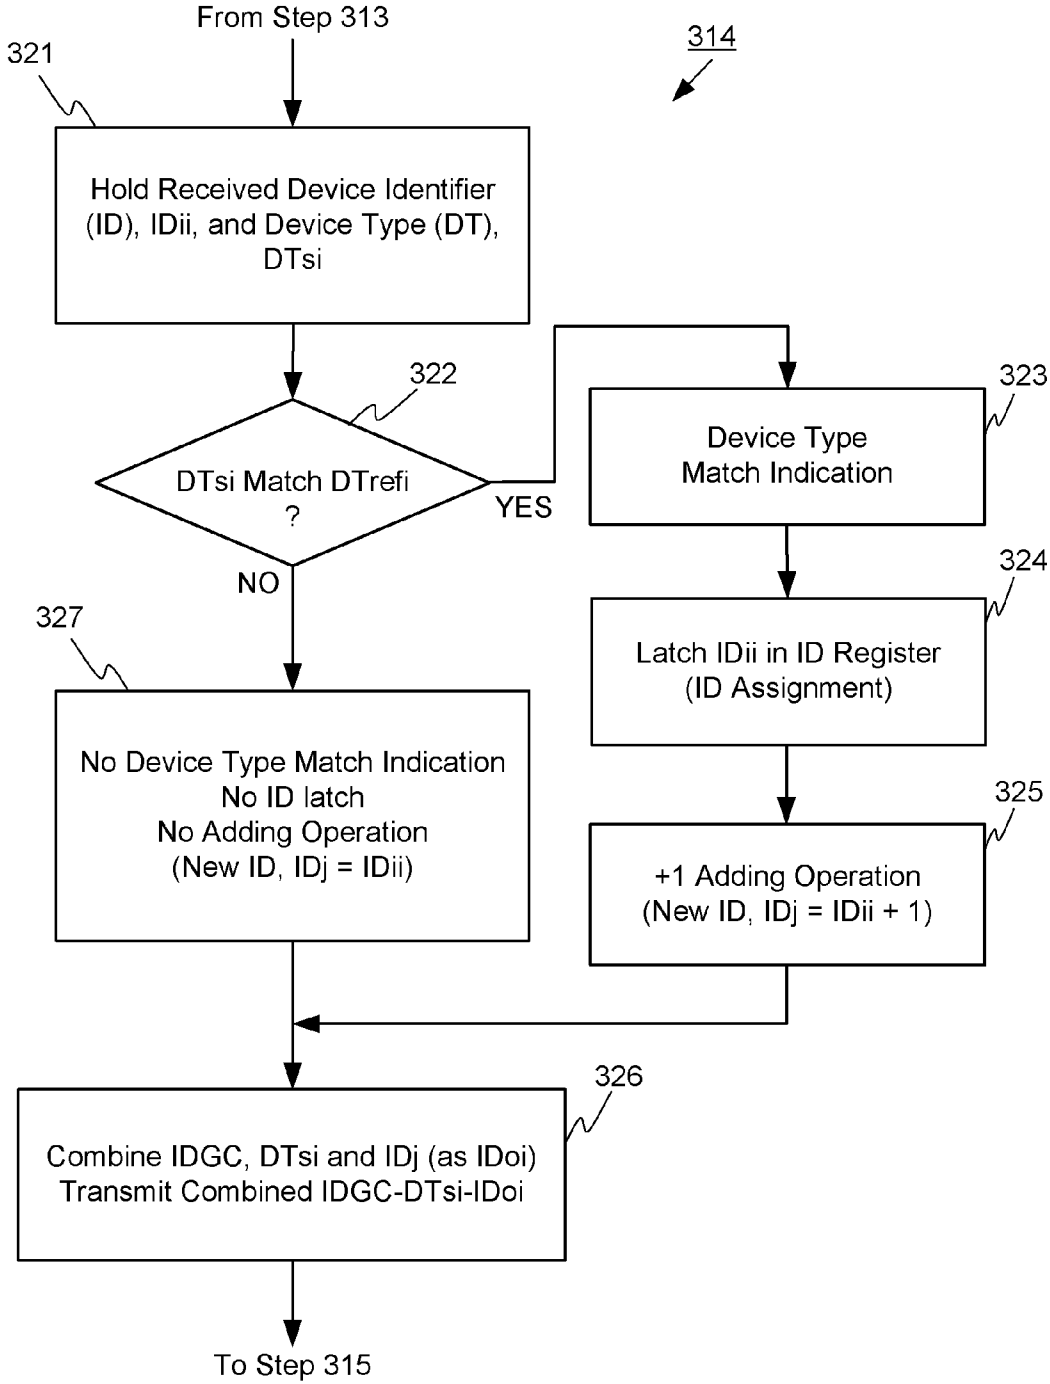 From Step 313
314
321
Hold Received Device Identifier
(ID), IDii, and Device Type (DT),
DTsi
322
DTsi Match DTrefi
?
YES
NO
323
Device Type
Match Indication
324
Latch IDii in ID Register
(ID Assignment)
325
+1 Adding Operation
(New ID, IDj = IDii + 1)
327
No Device Type Match Indication
No ID latch
No Adding Operation
(New ID, IDj = IDii)
326
Combine IDGC, DTsi and IDj (as IDoi)
Transmit Combined IDGC-DTsi-IDoi
To Step 315